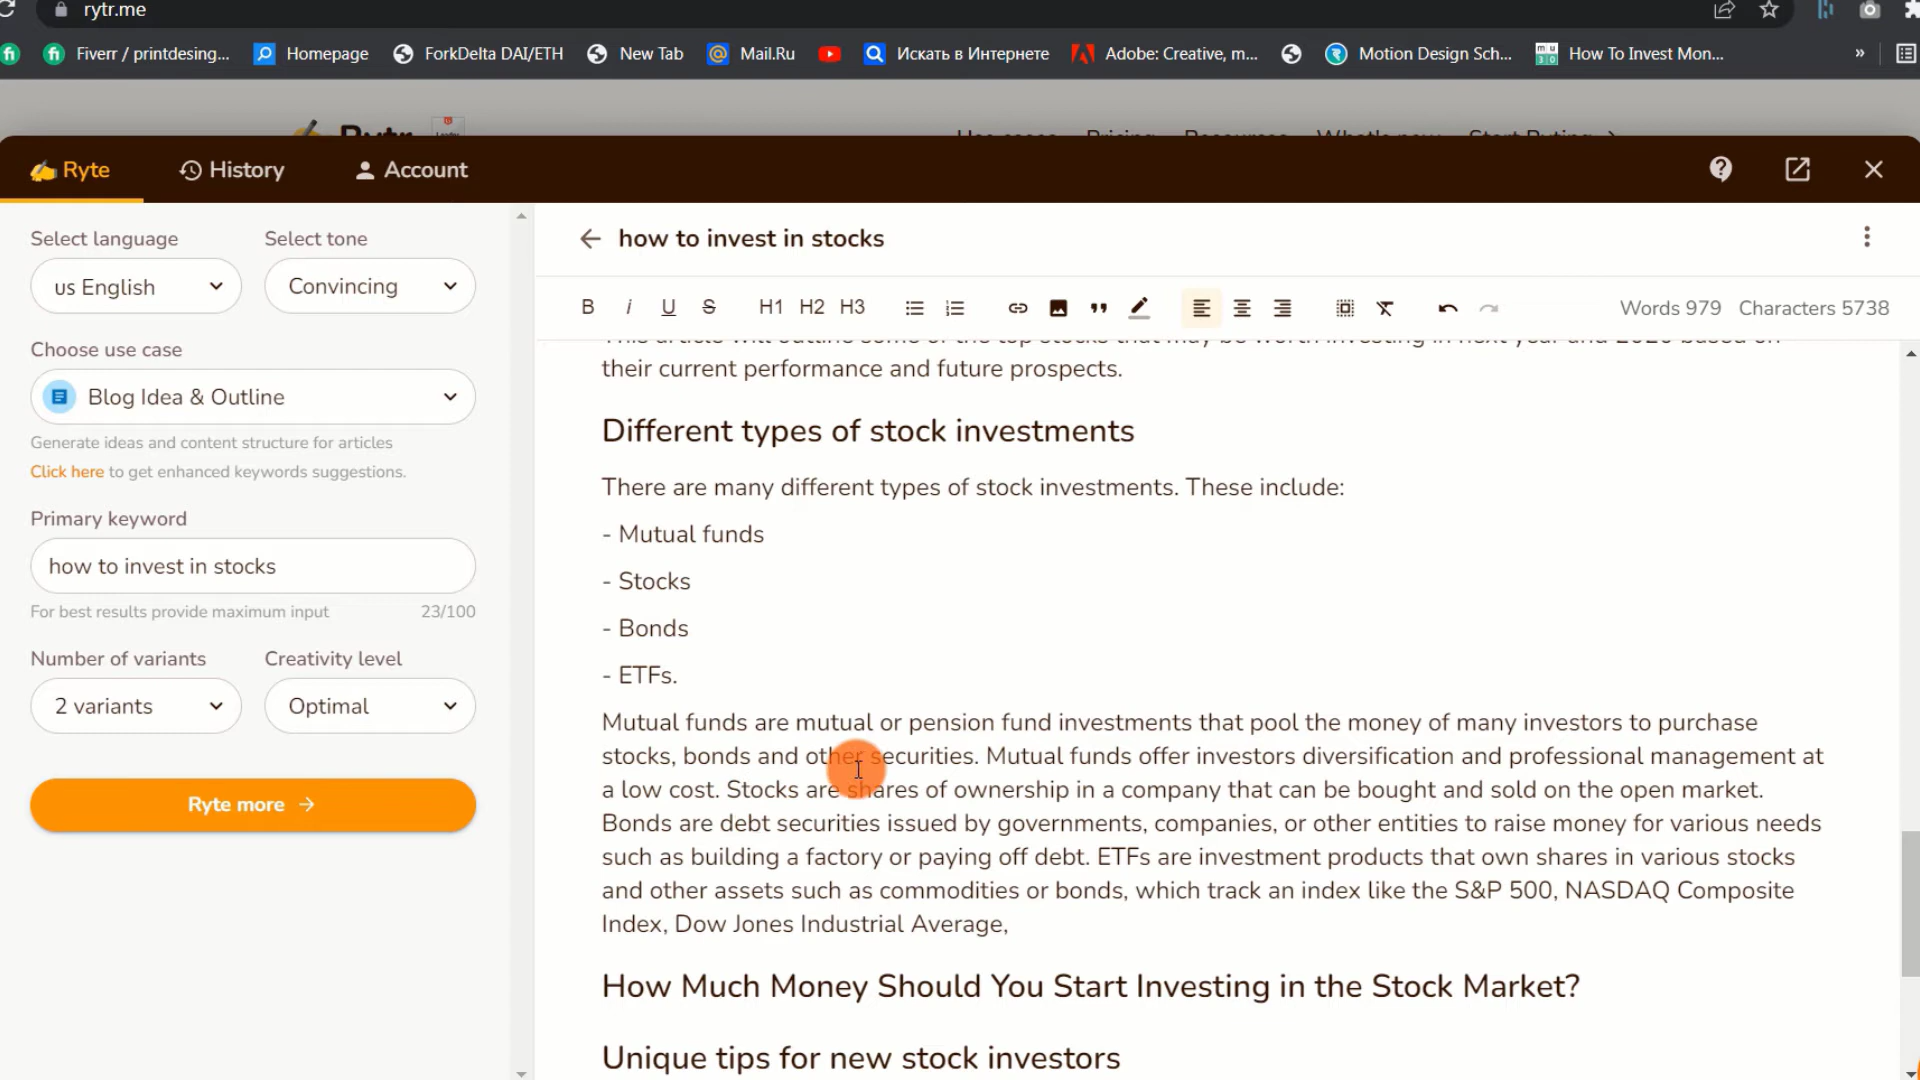 rytr.me
Fiverr / printdesing... Homepage ForkDelta DAI/ETH New Tab Mail.Ru Искать в Интернете Adobe: Creative, m... Motion Design Sch... How To Invest Mon... »
Rytr
Ryte History Account
Select language Select tone
us English Convincing
Choose use case
Blog Idea & Outline
Generate ideas and content structure for articles
Click here to get enhanced keywords suggestions.
Primary keyword
how to invest in stocks
For best results provide maximum input 23/100
Number of variants Creativity level
2 variants Optimal
Ryte more →
how to invest in stocks
B i U S H1 H2 H3 Words 979 Characters 5738
their current performance and future prospects.
Different types of stock investments
There are many different types of stock investments. These include:
- Mutual funds
- Stocks
- Bonds
- ETFs.
Mutual funds are mutual or pension fund investments that pool the money of many investors to purchase
stocks, bonds and other securities. Mutual funds offer investors diversification and professional management at
a low cost. Stocks are shares of ownership in a company that can be bought and sold on the open market.
Bonds are debt securities issued by governments, companies, or other entities to raise money for various needs
such as building a factory or paying off debt. ETFs are investment products that own shares in various stocks
and other assets such as commodities or bonds, which track an index like the S&P 500, NASDAQ Composite
Index, Dow Jones Industrial Average,
How Much Money Should You Start Investing in the Stock Market?
Unique tips for new stock investors